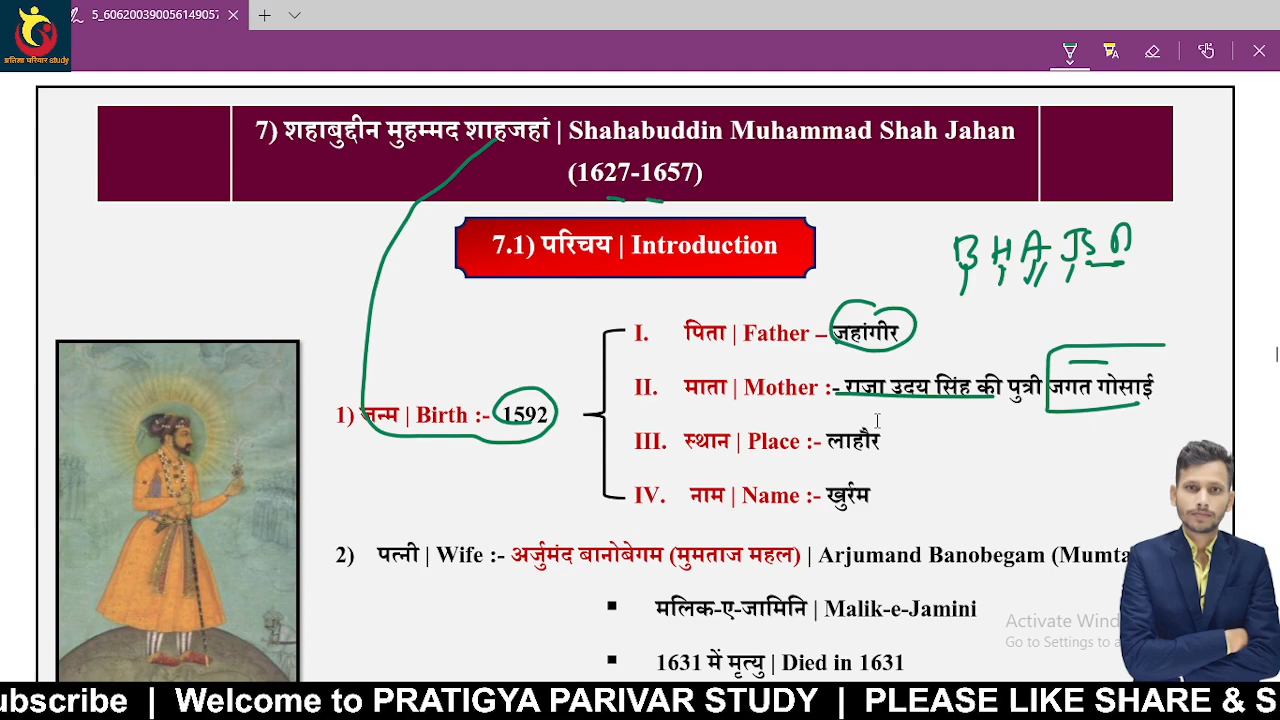 5_606200390056149057
प्रतिज्ञा परिवार study
7) शहाबुद्दीन मुहम्मद शाहजहां | Shahabuddin Muhammad Shah Jahan
(1627-1657)
7.1) परिचय | Introduction
B H A J S A
I. पिता | Father – जहांगीर
II. माता | Mother :- राजा उदय सिंह की पुत्री जगत गोसाई
1) जन्म | Birth :- 1592
III. स्थान | Place :- लाहौर
IV. नाम | Name :- खुर्रम
2) पत्नी | Wife :- अर्जुमंद बानोबेगम (मुमताज महल) | Arjumand Banobegam (Mumta
▪ मलिक-ए-जामिनि | Malik-e-Jamini
Activate Wind
Go to Settings to a
▪ 1631 में मृत्यु | Died in 1631
ubscribe | Welcome to PRATIGYA PARIVAR STUDY | PLEASE LIKE SHARE & S